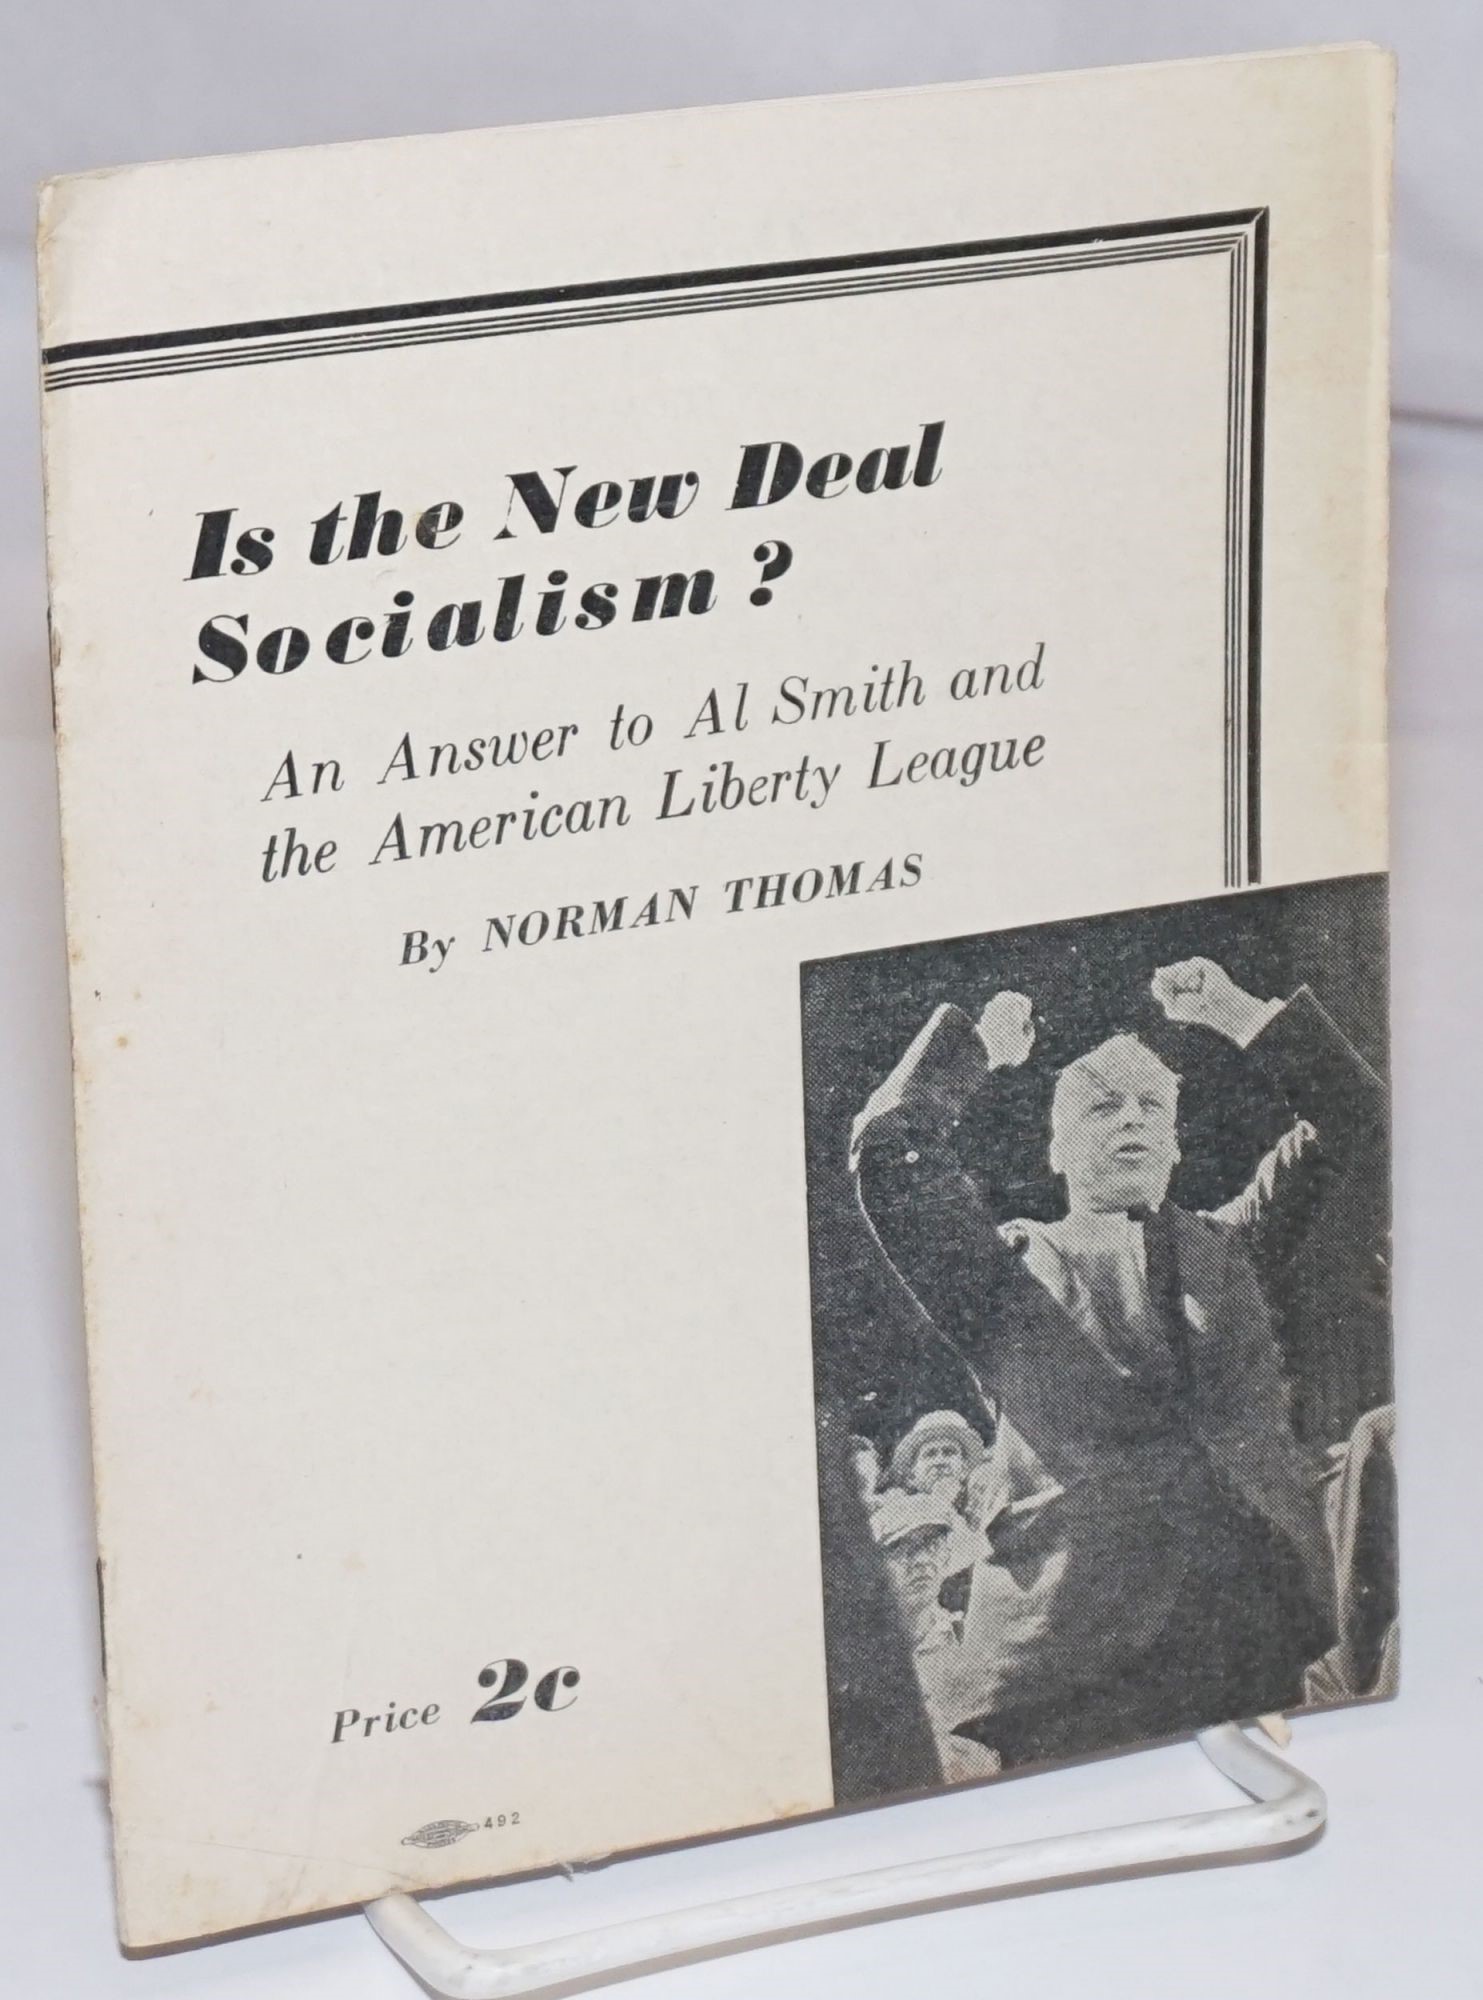 Is the New Deal
Socialism?
An Answer to Al Smith and
the American Liberty League
By NORMAN THOMAS
Price 2c
492